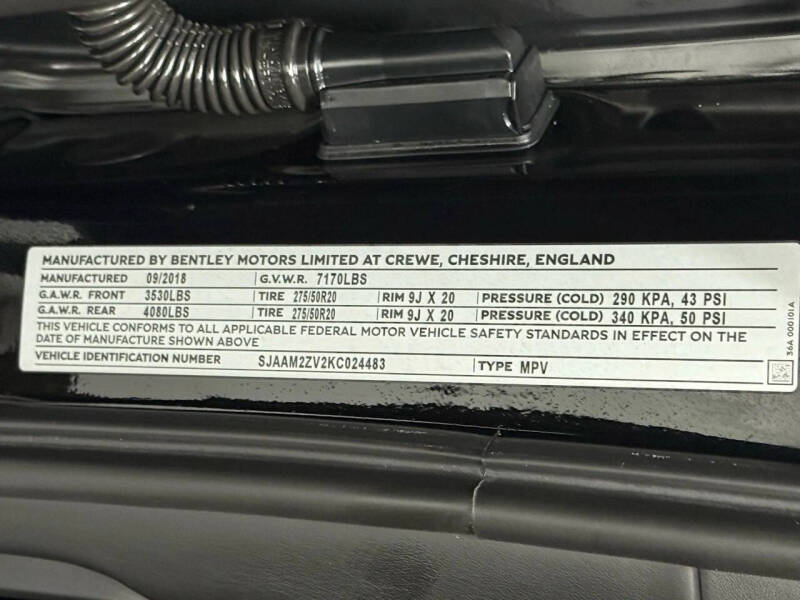 MANUFACTURED BY BENTLEY MOTORS LIMITED AT CREWE, CHESHIRE, ENGLAND
MANUFACTURED 09/2018 G.V.W.R. 7170LBS
G.A.W.R. FRONT 3530LBS TIRE 275/50R20 RIM 9J X 20 PRESSURE (COLD) 290 KPA, 43 PSI
G.A.W.R. REAR 4080LBS TIRE 275/50R20 RIM 9J X 20 PRESSURE (COLD) 340 KPA, 50 PSI
THIS VEHICLE CONFORMS TO ALL APPLICABLE FEDERAL MOTOR VEHICLE SAFETY STANDARDS IN EFFECT ON THE
DATE OF MANUFACTURE SHOWN ABOVE
VEHICLE IDENTIFICATION NUMBER SJAAM2ZV2KC024483 TYPE MPV
36A 000101A